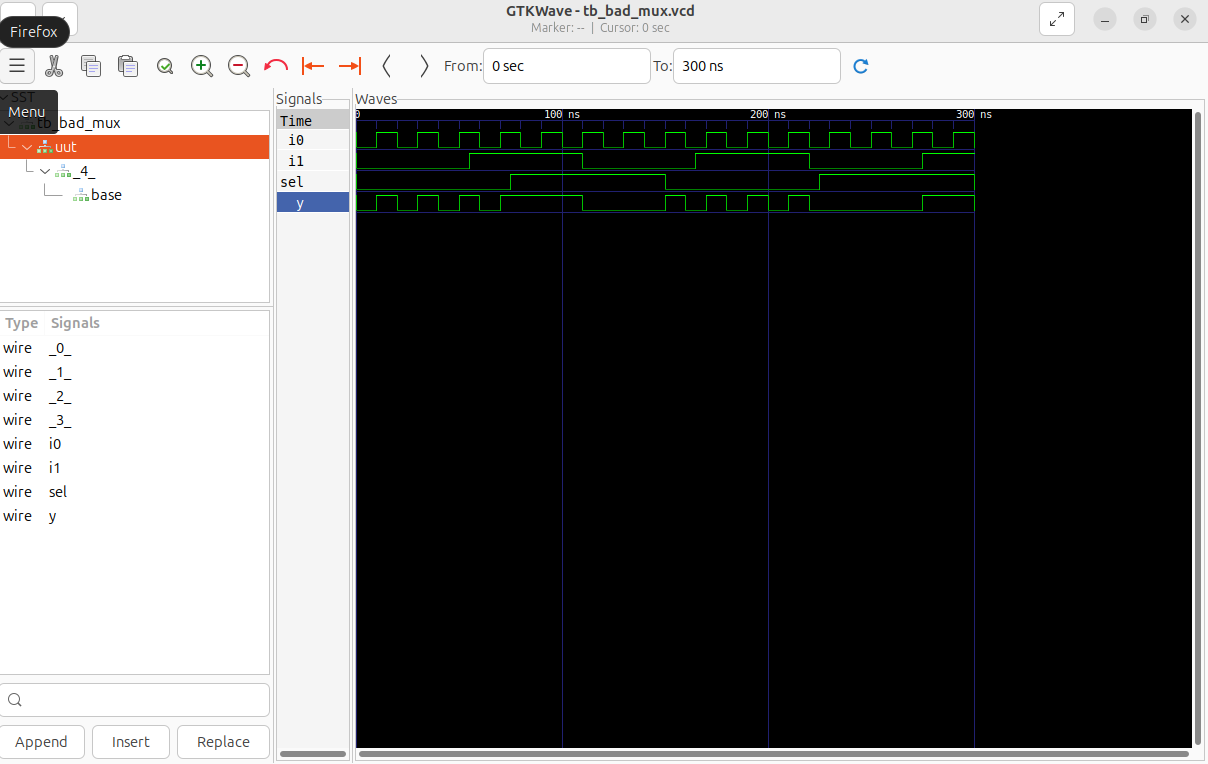 GTKWave - tb_bad_mux.vcd
Marker: -- | Cursor: 0 sec
Firefox
From: 0 sec To: 300 ns
SST
Menu
tb_bad_mux
uut
_4_
base
Type Signals
wire _0_
wire _1_
wire _2_
wire _3_
wire i0
wire i1
wire sel
wire y
Append Insert Replace
Signals
Time
i0
i1
sel
y
Waves
0 100 ns 200 ns 300 ns